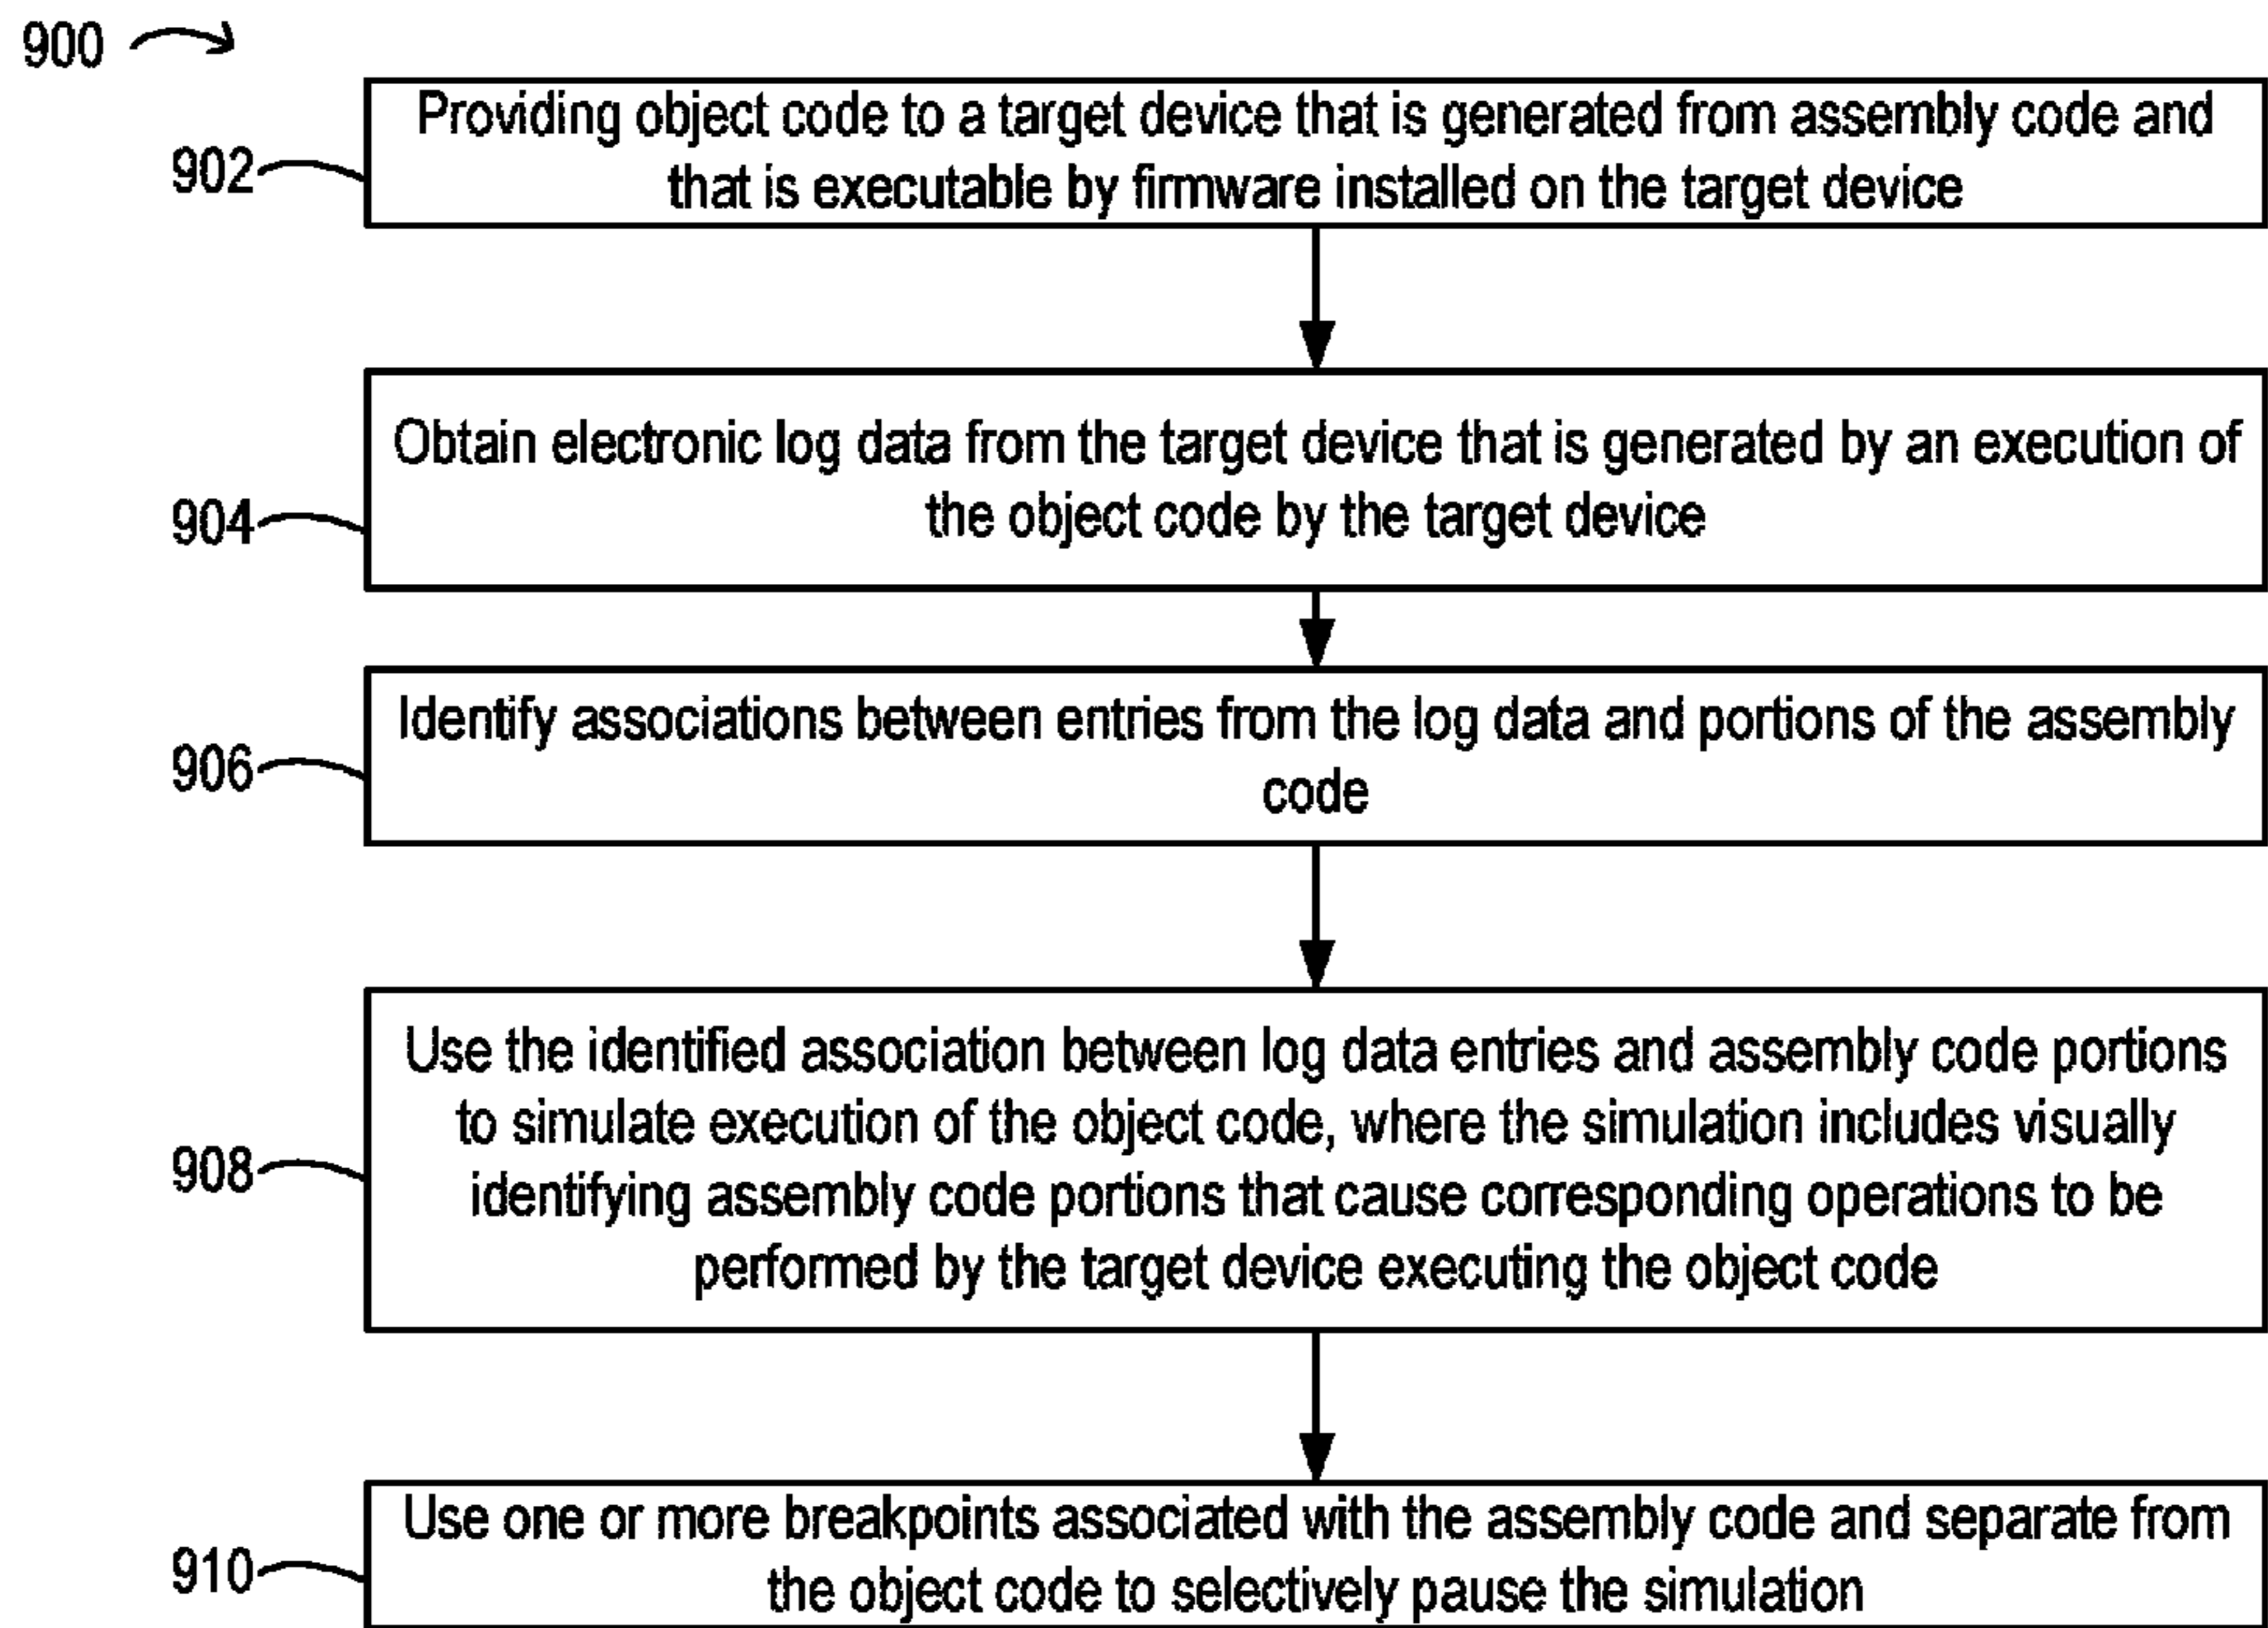 900
Providing object code to a target device that is generated from assembly code and
902
that is executable by firmware installed on the target device
Obtain electronic log data from the target device that is generated by an execution of
904
the object code by the target device
Identify associations between entries from the log data and portions of the assembly
906
code
Use the identified association between log data entries and assembly code portions
to simulate execution of the object code, where the simulation includes visually
908
identifying assembly code portions that cause corresponding operations to be
performed by the target device executing the object code
Use one or more breakpoints associated with the assembly code and separate from
910
the object code to selectively pause the simulation